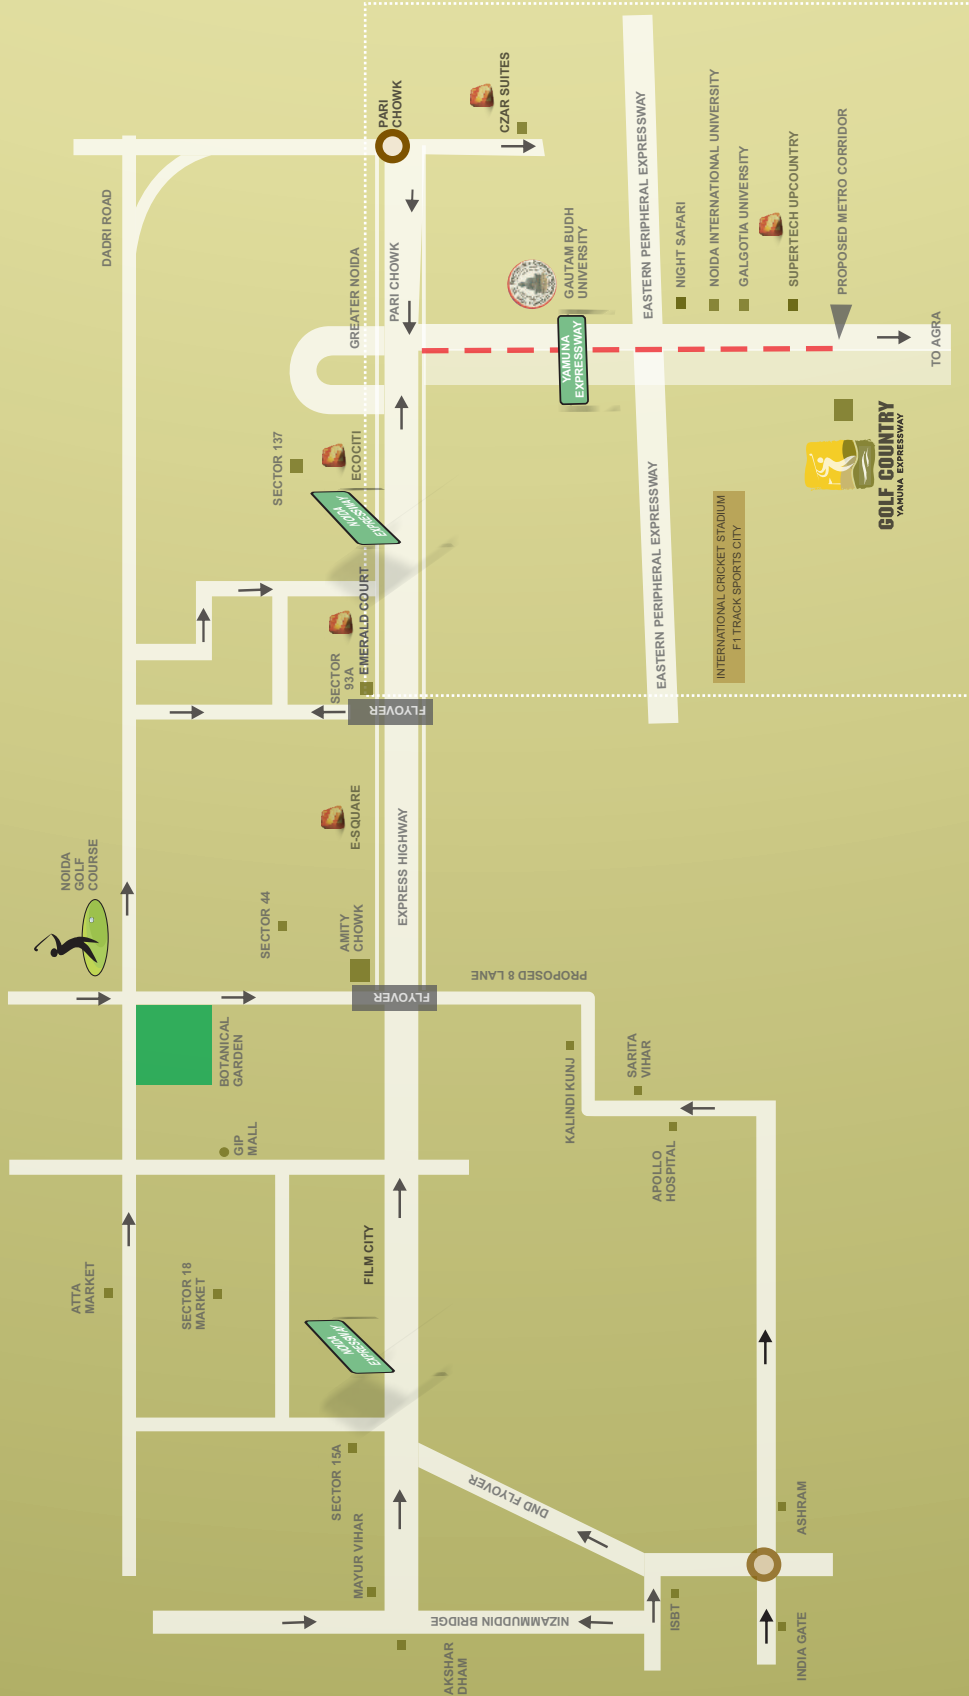 DADRI ROAD
PARI
CHOWK
CZAR SUITES
GREATER NOIDA
PARI CHOWK
GAUTAM BUDH
UNIVERSITY
YAMUNA
EXPRESSWAY
EASTERN PERIPHERAL EXPRESSWAY
NIGHT SAFARI
NOIDA INTERNATIONAL UNIVERSITY
GALGOTIA UNIVERSITY
SUPERTECH UPCOUNTRY
PROPOSED METRO CORRIDOR
TO AGRA
GOLF COUNTRY
YAMUNA EXPRESSWAY
SECTOR 137
ECOCITI
NOIDA
EXPRESSWAY
EASTERN PERIPHERAL EXPRESSWAY
INTERNATIONAL CRICKET STADIUM
F1 TRACK SPORTS CITY
SECTOR
93A
EMERALD COURT
FLYOVER
E-SQUARE
EXPRESS HIGHWAY
NOIDA
GOLF
COURSE
SECTOR 44
AMITY
CHOWK
FLYOVER
PROPOSED 8 LANE
BOTANICAL
GARDEN
GIP
MALL
KALINDI KUNJ
SARITA
VIHAR
APOLLO
HOSPITAL
ATTA
MARKET
SECTOR 18
MARKET
FILM CITY
NOIDA
EXPRESSWAY
SECTOR 15A
MAYUR VIHAR
DND FLYOVER
NIZAMMUDDIN BRIDGE
AKSHAR
DHAM
ISBT
ASHRAM
INDIA GATE